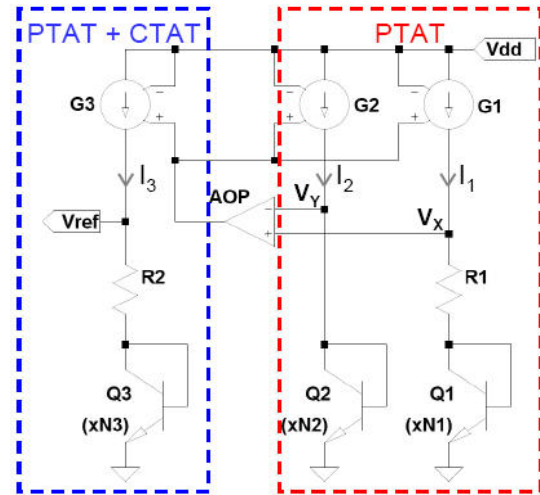 PTAT + CTAT
PTAT
Vdd
G3
G2
G1
I3
I2
I1
AOP
VY
VX
Vref
R2
R1
Q3
(xN3)
Q2
(xN2)
Q1
(xN1)
- 
+
-
+
-
+
-
+